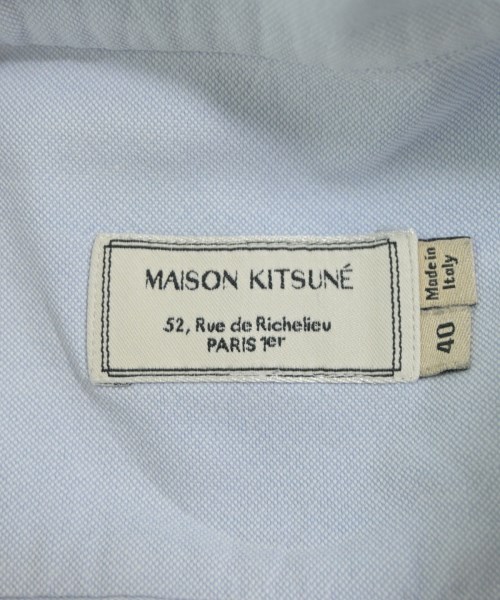 MAISON KITSUNÉ
52, Rue de Richelieu
PARIS 1er
Made in
Italy
40